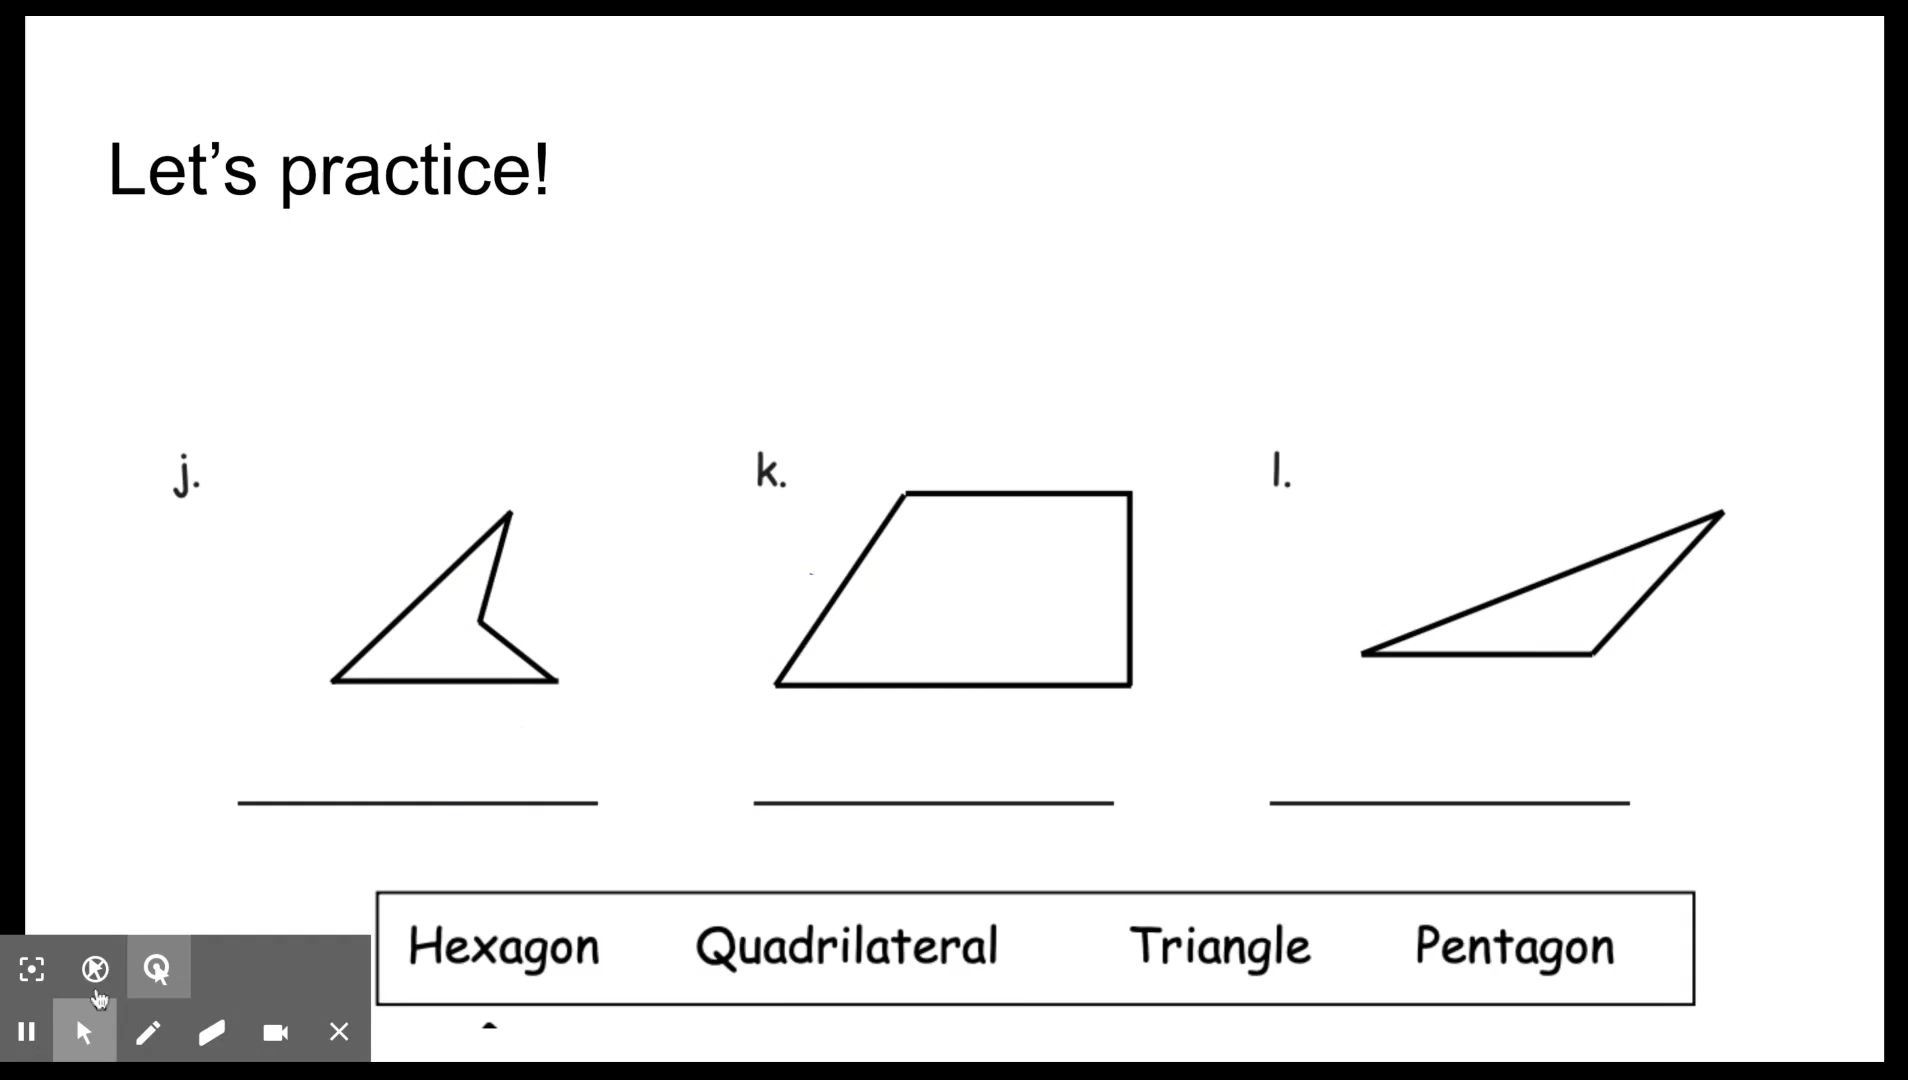 Let’s practice!
j. k. l.
Hexagon Quadrilateral Triangle Pentagon